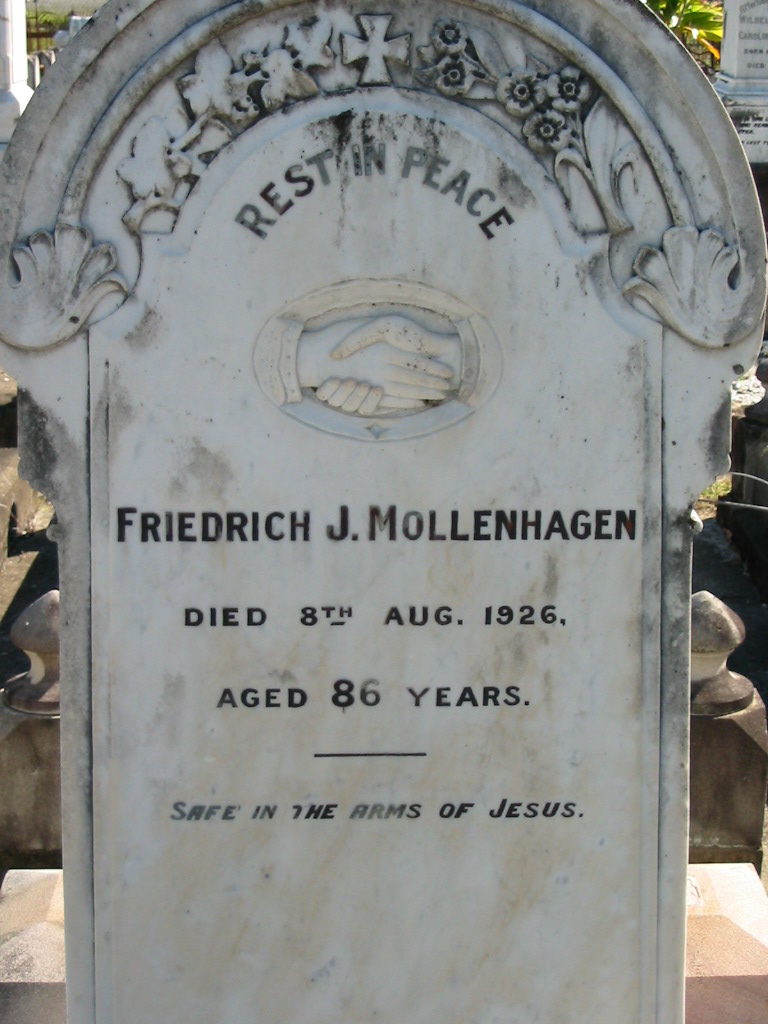 REST IN PEACE
FRIEDRICH J. MOLLENHAGEN
DIED 8TH AUG. 1926,
AGED 86 YEARS.
SAFE IN THE ARMS OF JESUS.